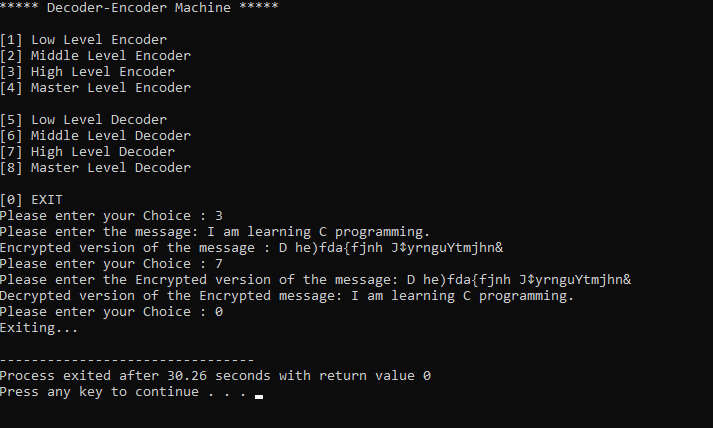 ***** Decoder-Encoder Machine *****
[1] Low Level Encoder
[2] Middle Level Encoder
[3] High Level Encoder
[4] Master Level Encoder
[5] Low Level Decoder
[6] Middle Level Decoder
[7] High Level Decoder
[8] Master Level Decoder
[0] EXIT
Please enter your Choice : 3
Please enter the message: I am learning C programming.
Encrypted version of the message : D he)fda{fjnh J↕yrnguYtmjhn&
Please enter your Choice : 7
Please enter the Encrypted version of the message: D he)fda{fjnh J↕yrnguYtmjhn&
Decrypted version of the Encrypted message: I am learning C programming.
Please enter your Choice : 0
Exiting...
--------------------------------
Process exited after 30.26 seconds with return value 0
Press any key to continue . . .